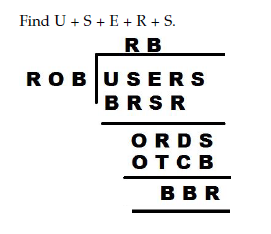 Find U + S + E + R + S.
R B
R O B U S E R S
B R S R
O R D S
O T C B
B B R